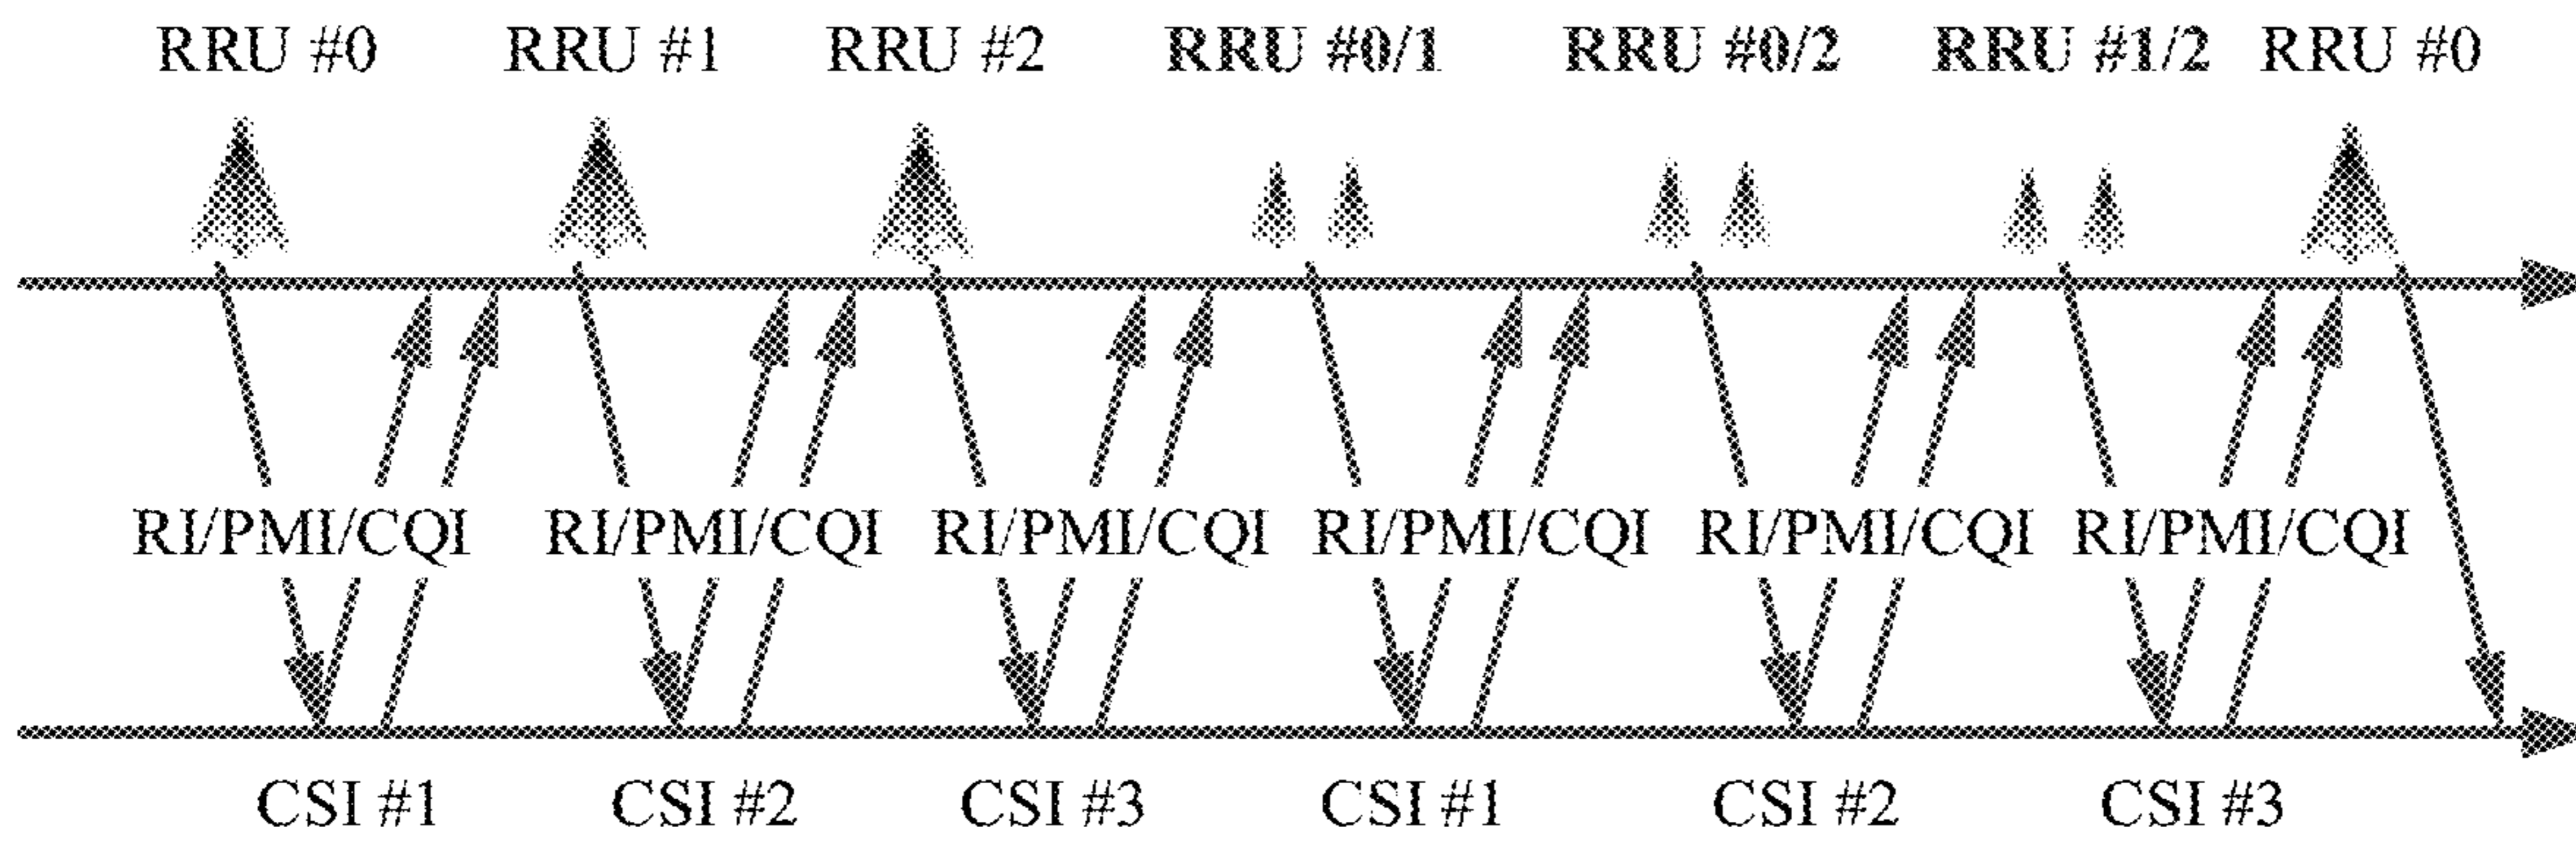 RRU #0 RRU #1 RRU #2 RRU #0/1 RRU #0/2 RRU #1/2 RRU #0
RI/PMI/CQI RI/PMI/CQI RI/PMI/CQI RI/PMI/CQI RI/PMI/CQI RI/PMI/CQI
CSI #1 CSI #2 CSI #3 CSI #1 CSI #2 CSI #3